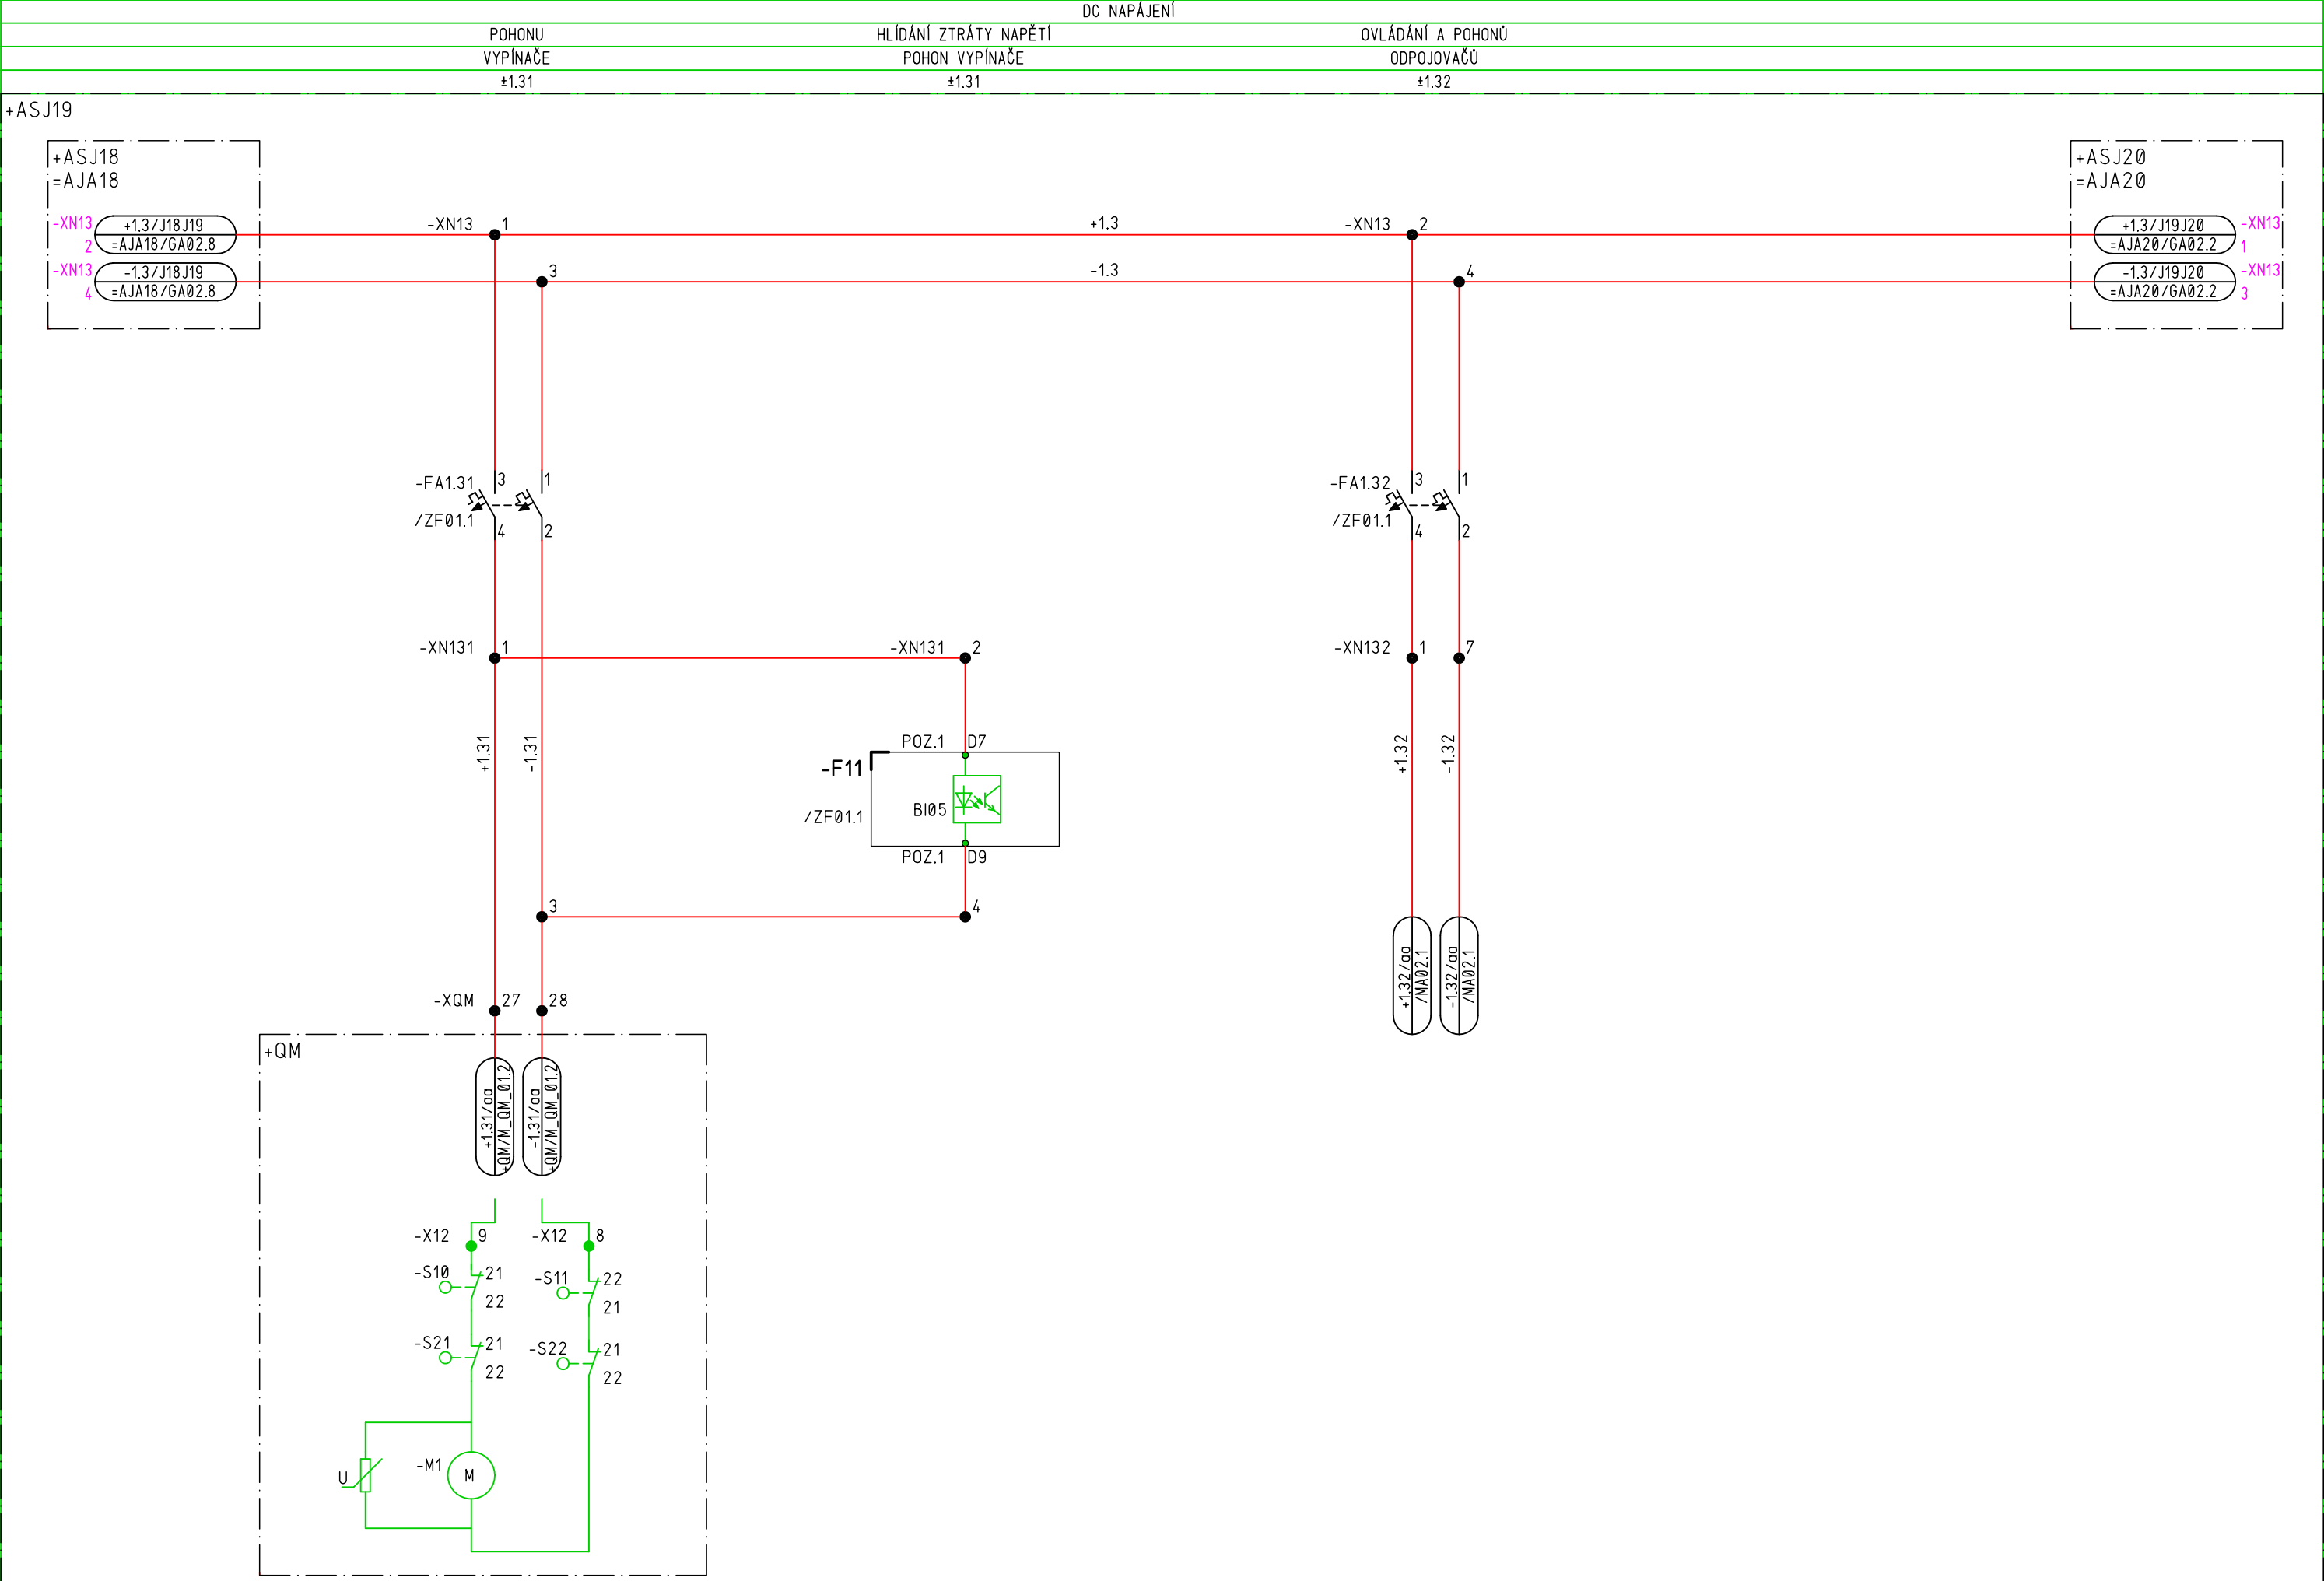 DC NAPÁJENÍ
POHONU
HLÍDÁNÍ ZTRÁTY NAPĚTÍ
OVLÁDÁNÍ A POHONŮ
VYPÍNAČE
POHON VYPÍNAČE
ODPOJOVAČŮ
±1.31
±1.31
±1.32
+ASJ19
+ASJ18
=AJA18
+ASJ20
=AJA20
-XN13
2
+1.3/J18J19
=AJA18/GA02.8
-XN13
4
-1.3/J18J19
=AJA18/GA02.8
-XN13
1
3
+1.3
-1.3
-XN13
2
4
+1.3/J19J20
=AJA20/GA02.2
-XN13
1
-1.3/J19J20
=AJA20/GA02.2
-XN13
3
-FA1.31
/ZF01.1
3
4
1
2
-FA1.32
/ZF01.1
3
4
1
2
-XN131
1
-XN131
2
-XN132
1
7
+1.31
-1.31
+1.32
-1.32
POZ.1
D7
-F11
/ZF01.1
BI05
POZ.1
D9
3
4
+1.32/aa
/MA02.1
-1.32/aa
/MA02.1
-XQM
27
28
+QM
+1.31/aa
+QM/M_QM_01.2
-1.31/aa
+QM/M_QM_01.2
-X12
9
-X12
8
-S10
21
22
-S11
22
21
-S21
21
22
-S22
21
22
U
-M1
M